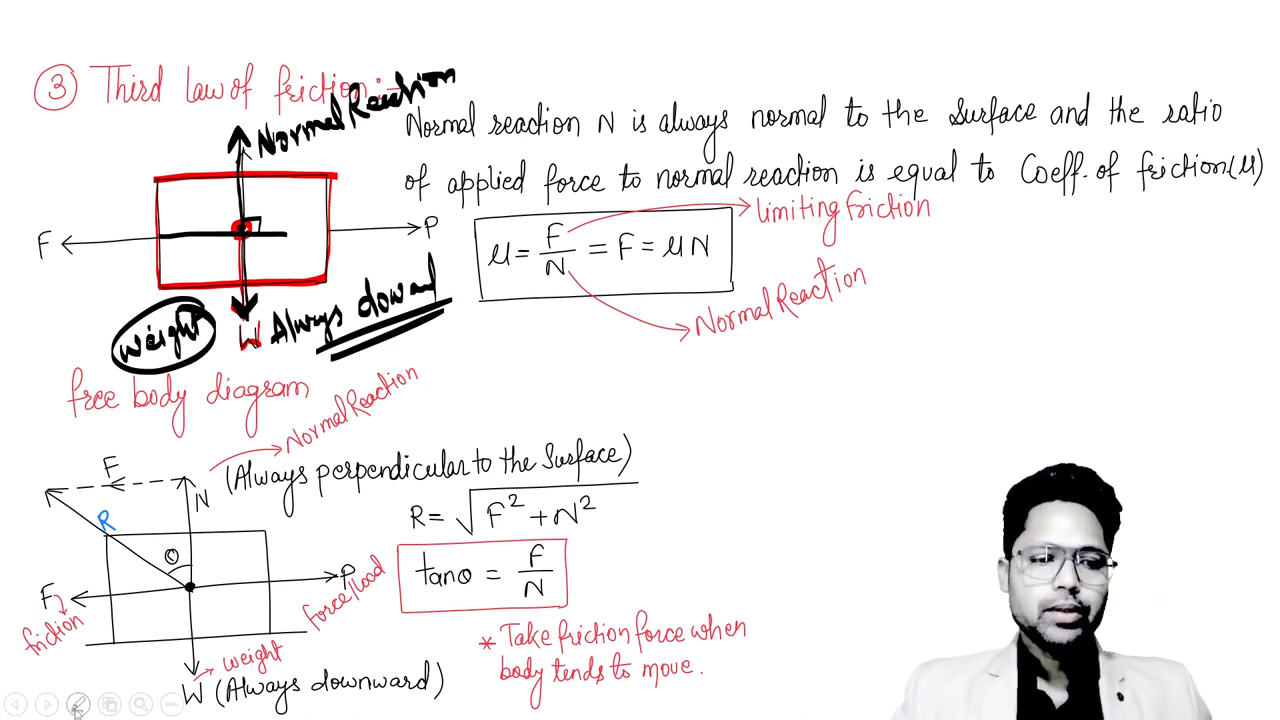 ③ Third law of friction :-
Normal Reaction
Normal reaction N is always normal to the surface and the ratio
of applied force to normal reaction is equal to Coeff. of friction(μ)
F
P
μ = F/N = F = μN
limiting friction
Normal Reaction
Weight
W
Always downward
free body diagram
Normal Reaction
F
N
(Always perpendicular to the surface)
R
R = √F² + N²
θ
F
P
friction
force/load
tanθ = F/N
* Take friction force when
body tends to move.
weight
W (Always downward)